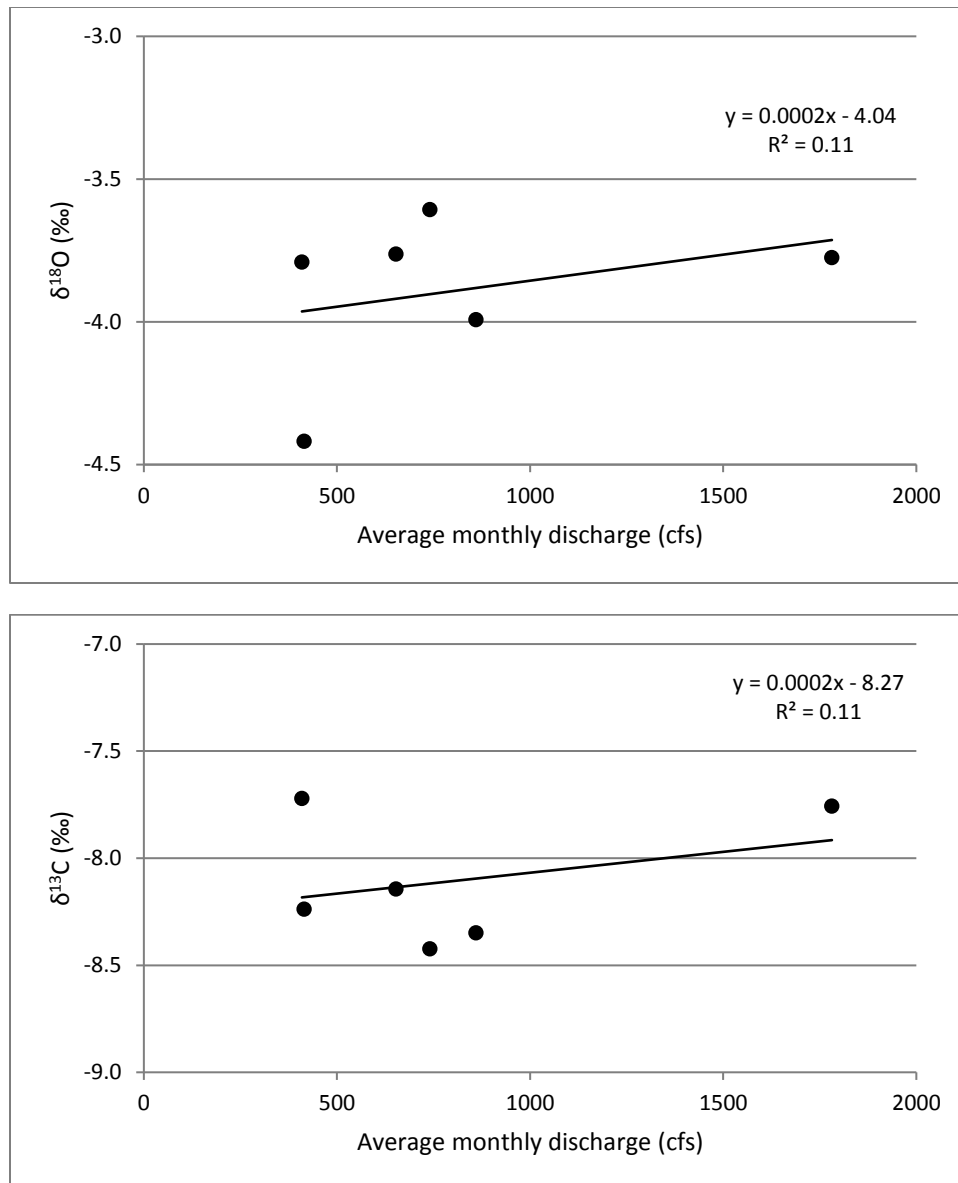 -3.0
y = 0.0002x - 4.04
R² = 0.11
-3.5
δ¹⁸O (‰)
-4.0
-4.5
0 500 1000 1500 2000
Average monthly discharge (cfs)
-7.0
y = 0.0002x - 8.27
R² = 0.11
-7.5
δ¹³C (‰)
-8.0
-8.5
-9.0
0 500 1000 1500 2000
Average monthly discharge (cfs)